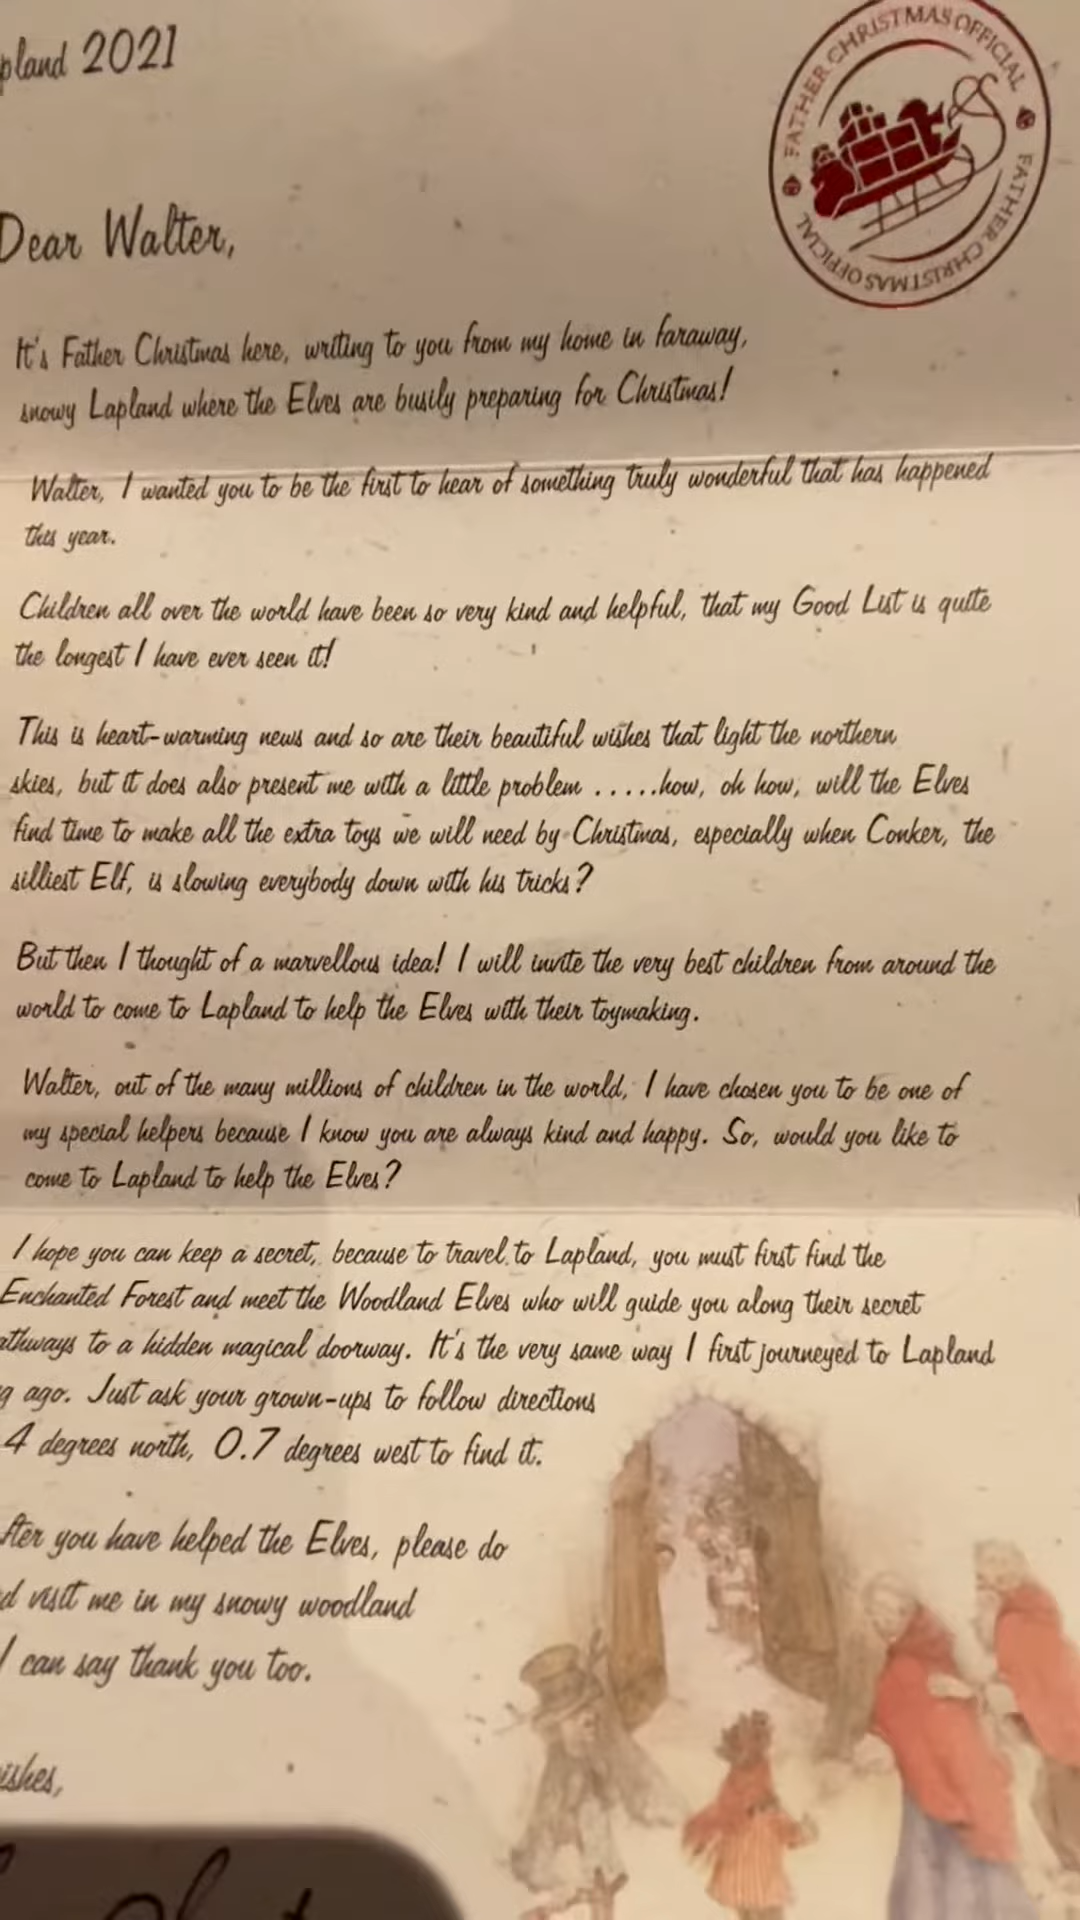 pland 2021
FATHER CHRISTMAS OFFICIAL
FATHER CHRISTMAS OFFICIAL
Dear Walter,
It's Father Christmas here, writing to you from my home in faraway,
snowy Lapland where the Elves are busily preparing for Christmas!
Walter, I wanted you to be the first to hear of something truly wonderful that has happened
this year.
Children all over the world have been so very kind and helpful, that my Good List is quite
the longest I have ever seen it!
This is heart-warming news and so are their beautiful wishes that light the northern
skies, but it does also present me with a little problem .....how, oh how, will the Elves
find time to make all the extra toys we will need by Christmas, especially when Conker, the
silliest Elf, is slowing everybody down with his tricks?
But then I thought of a marvellous idea! I will invite the very best children from around the
world to come to Lapland to help the Elves with their toymaking.
Walter, out of the many millions of children in the world, I have chosen you to be one of
my special helpers because I know you are always kind and happy. So, would you like to
come to Lapland to help the Elves?
I hope you can keep a secret, because to travel to Lapland, you must first find the
Enchanted Forest and meet the Woodland Elves who will guide you along their secret
athways to a hidden magical doorway. It's the very same way I first journeyed to Lapland
g ago. Just ask your grown-ups to follow directions
4 degrees north, 0.7 degrees west to find it.
fter you have helped the Elves, please do
d visit me in my snowy woodland
I can say thank you too.
ishes,